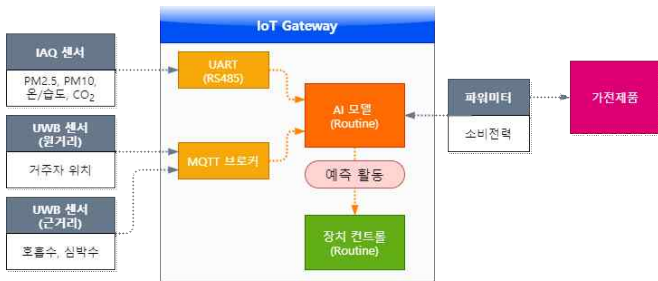 IoT Gateway
IAQ 센서
PM2.5, PM10,
온/습도, CO₂
UWB 센서
(원거리)
거주자 위치
UWB 센서
(근거리)
호흡수, 심박수
UART
(RS485)
MQTT 브로커
AI 모델
(Routine)
예측 활동
장치 컨트롤
(Routine)
파워미터
소비전력
가전제품